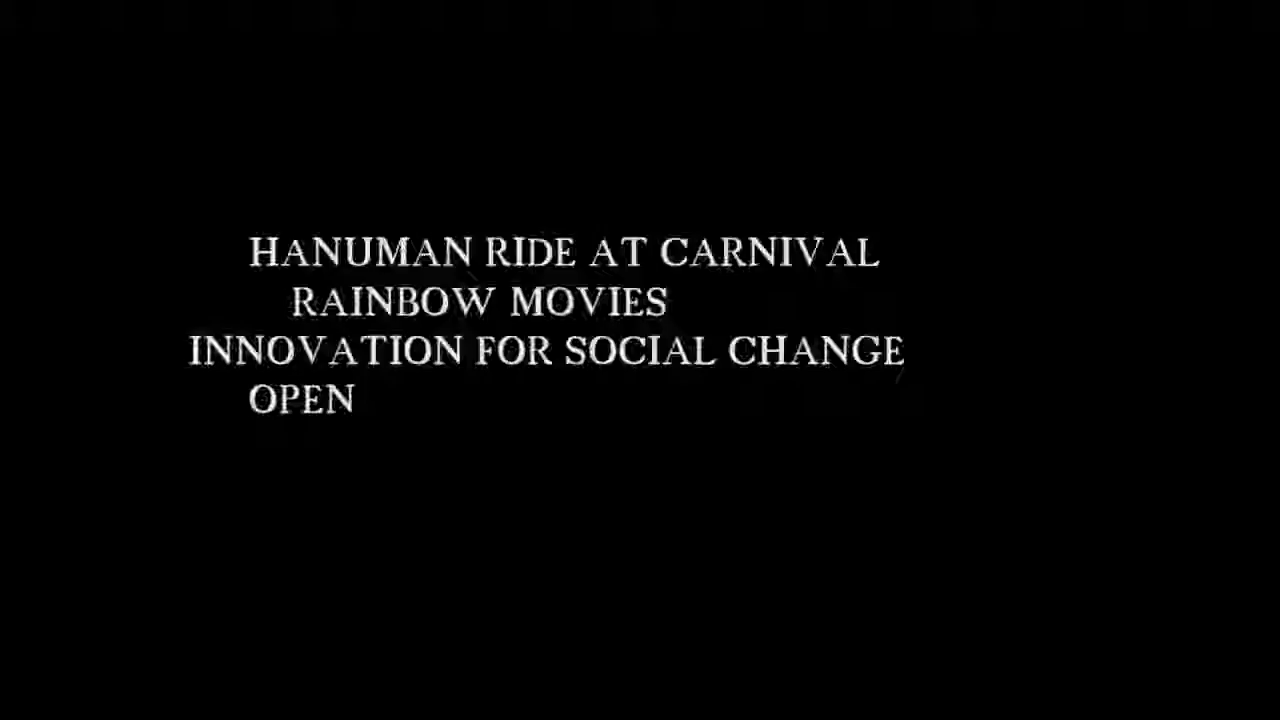 HANUMAN RIDE AT CARNIVAL
RAINBOW MOVIES
INNOVATION FOR SOCIAL CHANGE
OPEN